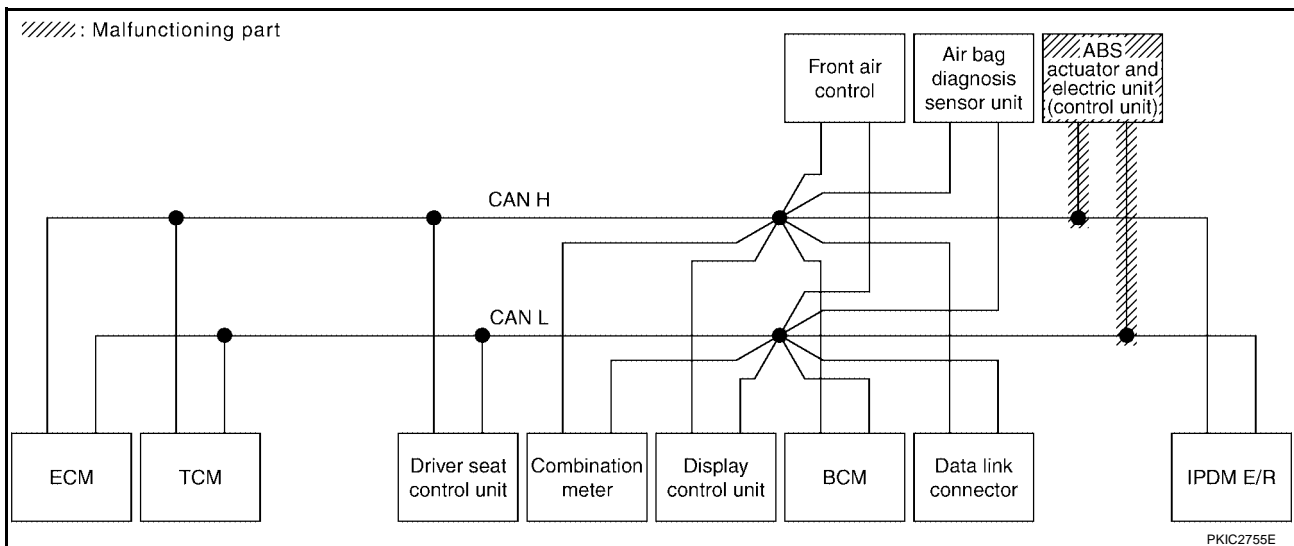 : Malfunctioning part
Front air
control
Air bag
diagnosis
sensor unit
ABS
actuator and
electric unit
(control unit)
CAN H
CAN L
ECM
TCM
Driver seat
control unit
Combination
meter
Display
control unit
BCM
Data link
connector
IPDM E/R
PKIC2755E